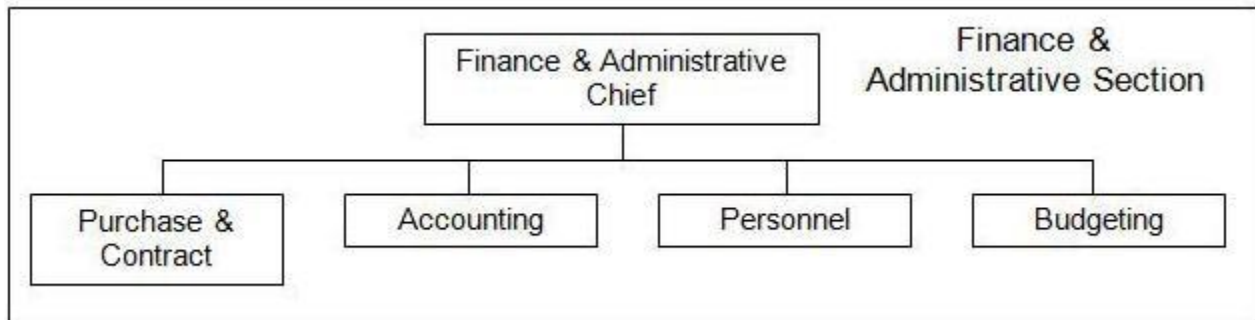 Finance &
Administrative Section
Finance & Administrative
Chief
Purchase &
Contract
Accounting
Personnel
Budgeting